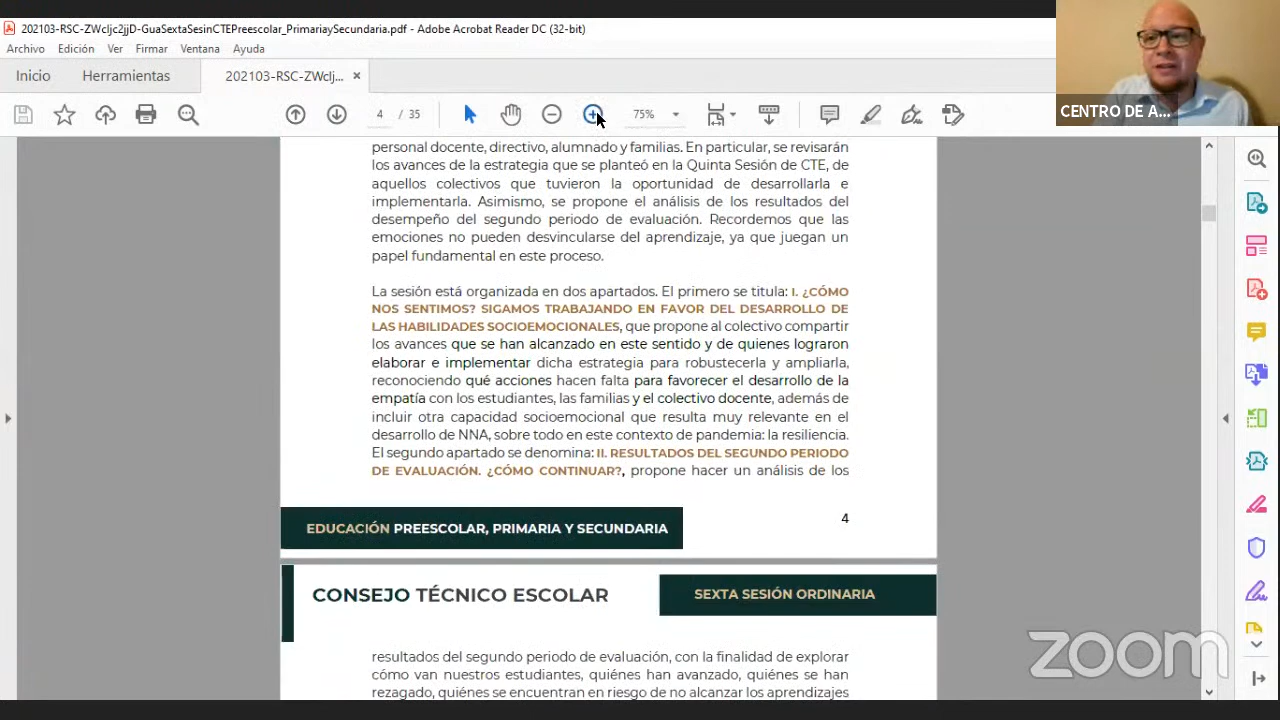 202103-RSC-ZWcljc2jjD-GuaSextaSesinCTEPreescolar_PrimariaySecundaria.pdf - Adobe Acrobat Reader DC (32-bit)
Archivo Edición Ver Firmar Ventana Ayuda
Inicio Herramientas 202103-RSC-ZWclj... ×
4 / 35 75%
CENTRO DE A...
personal docente, directivo, alumnado y familias. En particular, se revisarán
los avances de la estrategia que se planteó en la Quinta Sesión de CTE, de
aquellos colectivos que tuvieron la oportunidad de desarrollarla e
implementarla. Asimismo, se propone el análisis de los resultados del
desempeño del segundo periodo de evaluación. Recordemos que las
emociones no pueden desvincularse del aprendizaje, ya que juegan un
papel fundamental en este proceso.
La sesión está organizada en dos apartados. El primero se titula: I. ¿CÓMO
NOS SENTIMOS? SIGAMOS TRABAJANDO EN FAVOR DEL DESARROLLO DE
LAS HABILIDADES SOCIOEMOCIONALES, que propone al colectivo compartir
los avances que se han alcanzado en este sentido y de quienes lograron
elaborar e implementar dicha estrategia para robustecerla y ampliarla,
reconociendo qué acciones hacen falta para favorecer el desarrollo de la
empatía con los estudiantes, las familias y el colectivo docente, además de
incluir otra capacidad socioemocional que resulta muy relevante en el
desarrollo de NNA, sobre todo en este contexto de pandemia: la resiliencia.
El segundo apartado se denomina: II. RESULTADOS DEL SEGUNDO PERIODO
DE EVALUACIÓN. ¿CÓMO CONTINUAR?, propone hacer un análisis de los
4
EDUCACIÓN PREESCOLAR, PRIMARIA Y SECUNDARIA
CONSEJO TÉCNICO ESCOLAR SEXTA SESIÓN ORDINARIA
resultados del segundo periodo de evaluación, con la finalidad de explorar
cómo van nuestros estudiantes, quiénes han avanzado, quiénes se han
rezagado, quiénes se encuentran en riesgo de no alcanzar los aprendizajes
zoom